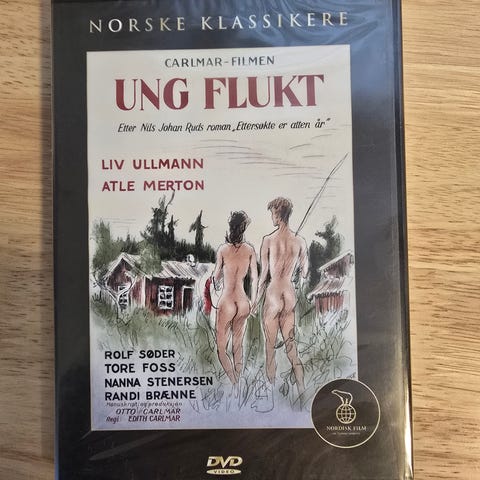 NORSKE KLASSIKERE
CARLMAR-FILMEN
UNG FLUKT
Etter Nils Johan Ruds roman „Ettersøkte er atten år"
LIV ULLMANN
ATLE MERTON
ROLF SØDER
TORE FOSS
NANNA STENERSEN
RANDI BRÆNNE
Manuskript og produksjon
OTTO CARLMAR
Regi: EDITH CARLMAR
NORDISK FILM
DVD
VIDEO